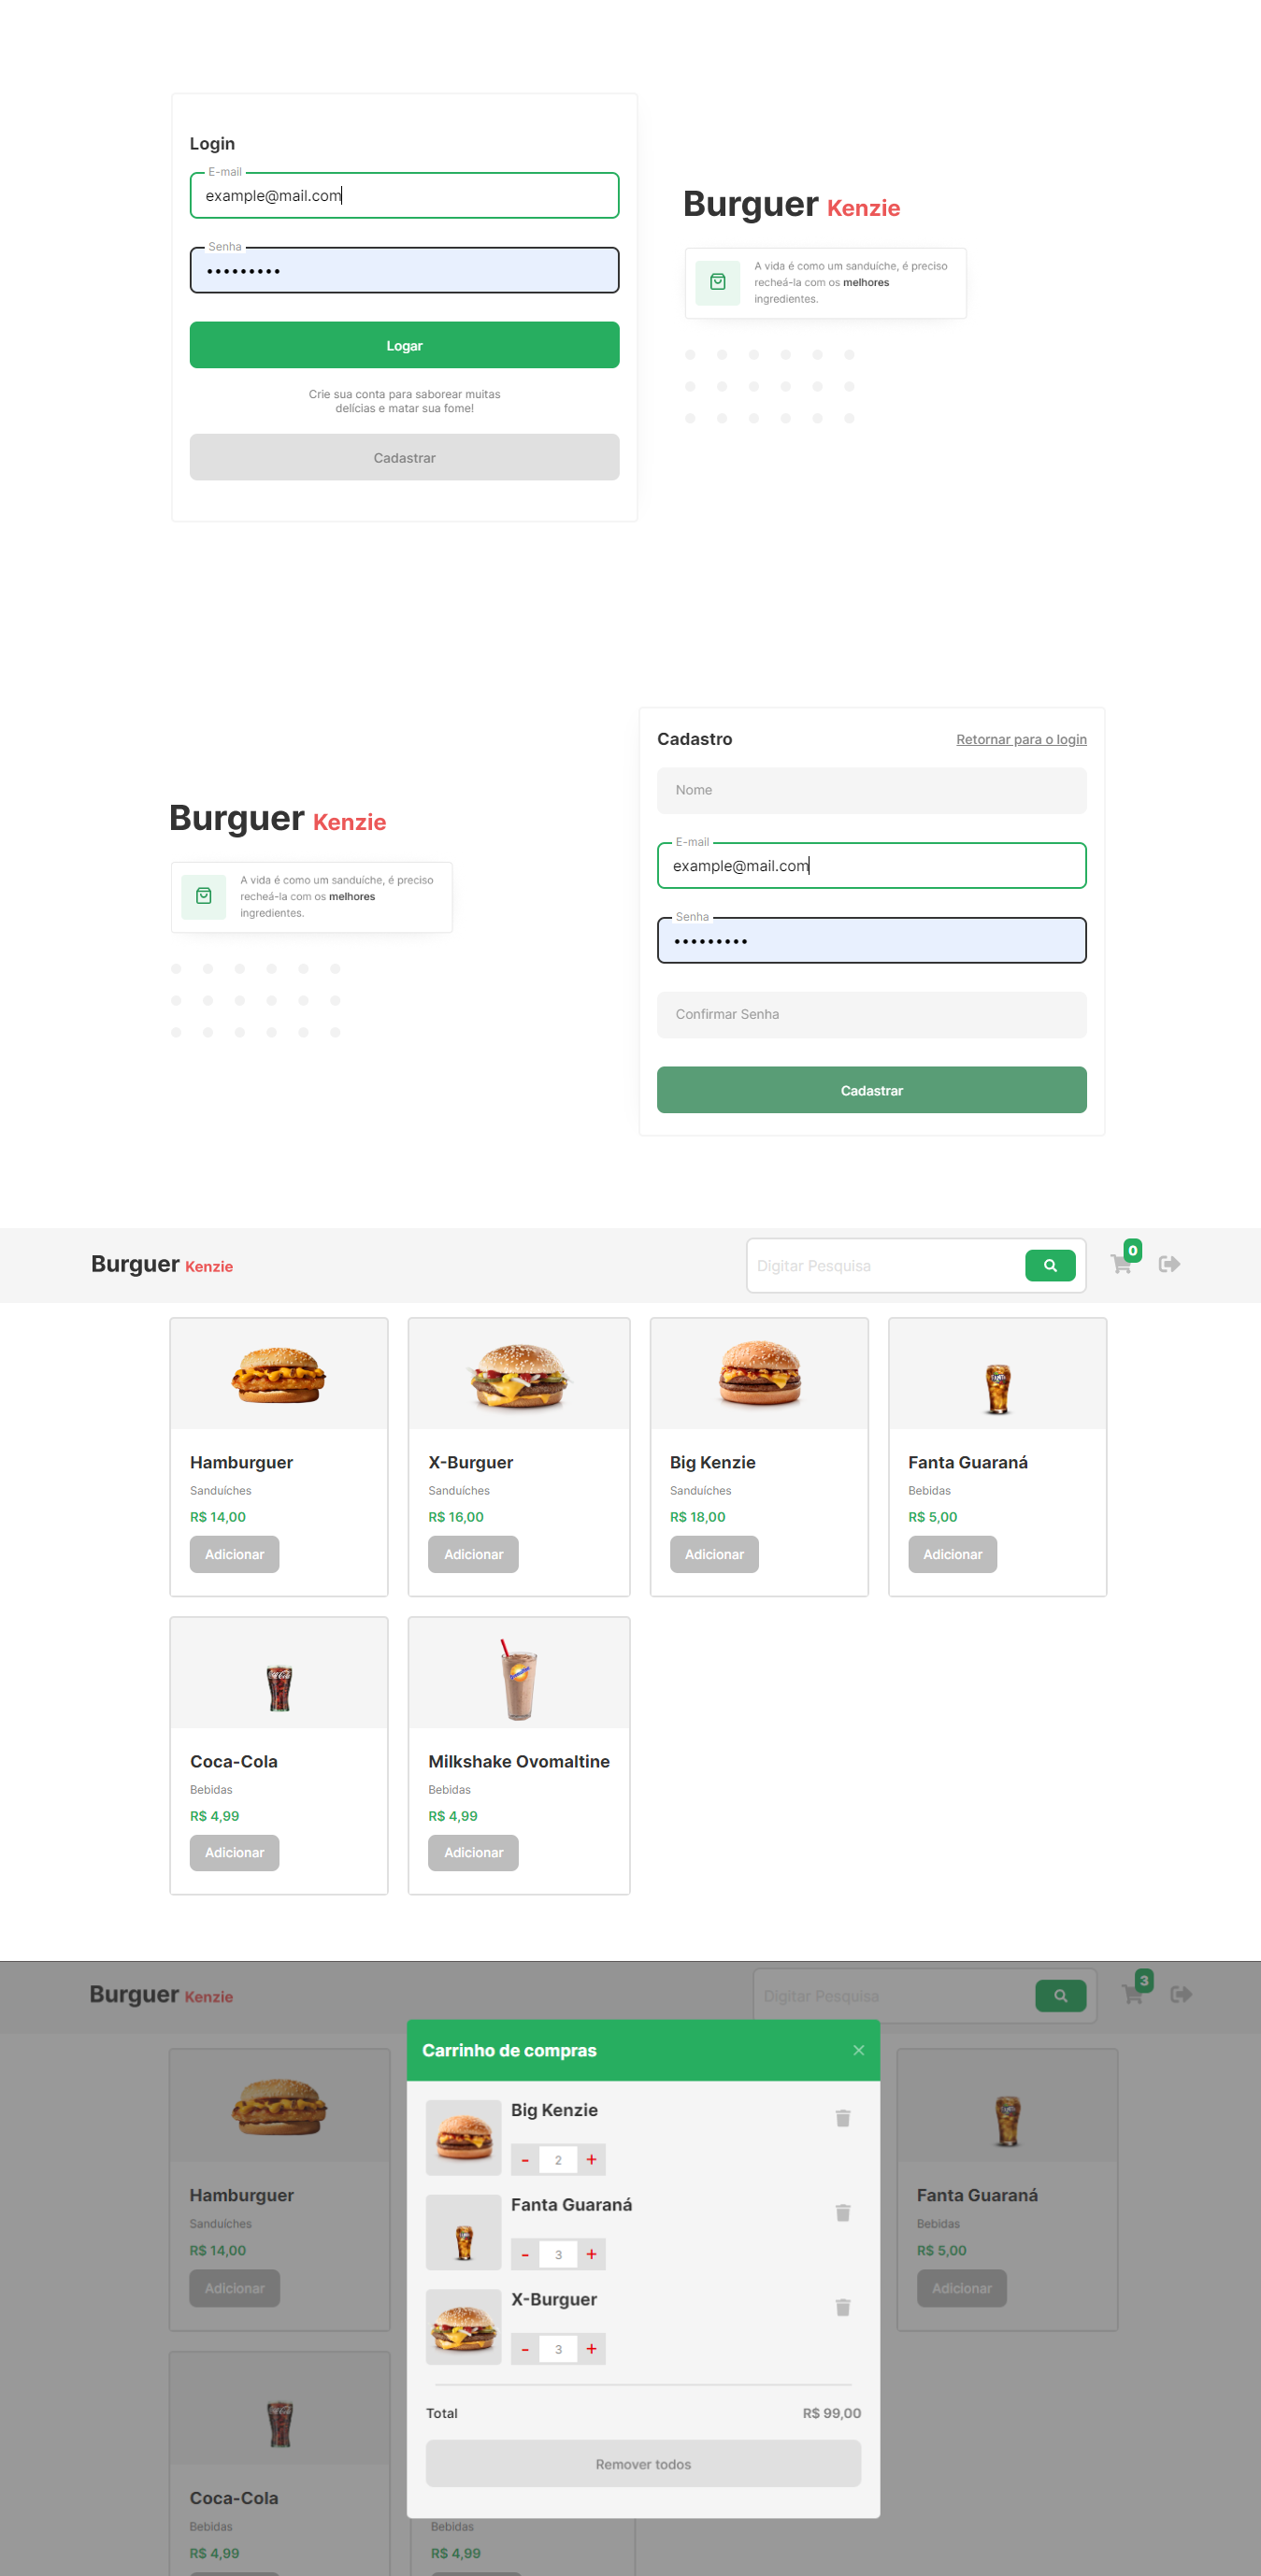 Login
E-mail
example@mail.com
Senha
•••••••••
Logar
Crie sua conta para saborear muitas
delícias e matar sua fome!
Cadastrar
Burguer Kenzie
A vida é como um sanduíche, é preciso
recheá-la com os melhores
ingredientes.
Burguer Kenzie
A vida é como um sanduíche, é preciso
recheá-la com os melhores
ingredientes.
Cadastro
Retornar para o login
Nome
E-mail
example@mail.com
Senha
•••••••••
Confirmar Senha
Cadastrar
Burguer Kenzie
Digitar Pesquisa
0
Hamburguer
Sanduíches
R$ 14,00
Adicionar
X-Burguer
Sanduíches
R$ 16,00
Adicionar
Big Kenzie
Sanduíches
R$ 18,00
Adicionar
Fanta Guaraná
Bebidas
R$ 5,00
Adicionar
Coca-Cola
Bebidas
R$ 4,99
Adicionar
Milkshake Ovomaltine
Bebidas
R$ 4,99
Adicionar
Burguer Kenzie
Digitar Pesquisa
3
Carrinho de compras
×
Big Kenzie
- 2 +
Fanta Guaraná
- 3 +
X-Burguer
- 3 +
Total
R$ 99,00
Remover todos
Hamburguer
Sanduíches
R$ 14,00
Adicionar
Fanta Guaraná
Bebidas
R$ 5,00
Adicionar
Coca-Cola
Bebidas
R$ 4,99
Bebidas
R$ 4,99